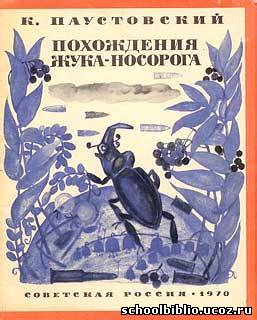 К. ПАУСТОВСКИЙ
ПОХОЖДЕНИЯ
ЖУКА-НОСОРОГА
СОВЕТСКАЯ РОССИЯ · 1970
schoolbiblio.ucoz.ru